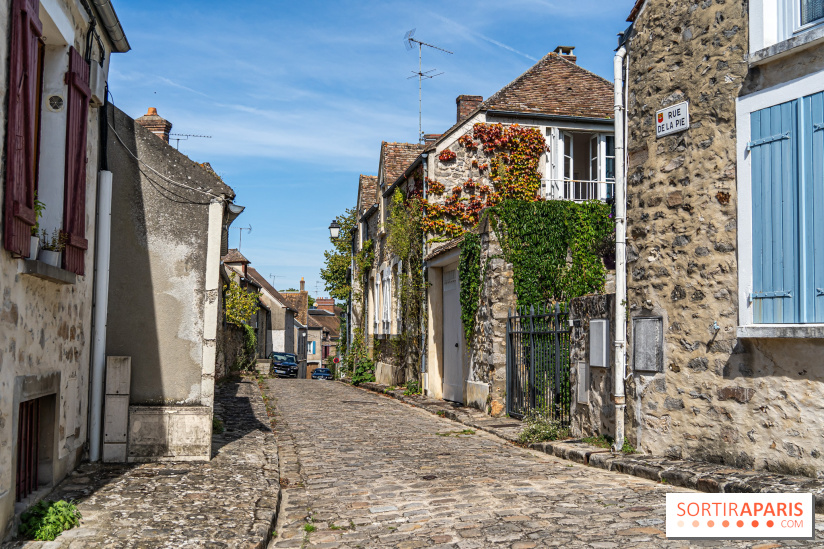 RUE
DE LA PIE
SORTIRAPARIS
.COM